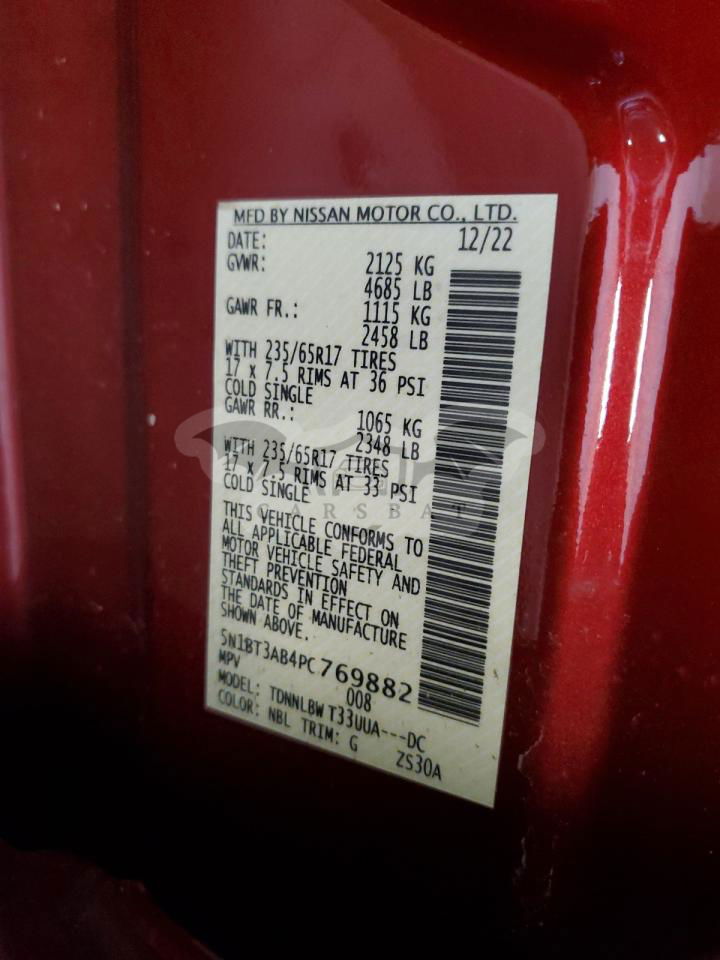 MFD BY NISSAN MOTOR CO., LTD.
DATE: 12/22
GVWR: 2125 KG
4685 LB
GAWR FR.: 1115 KG
2458 LB
WITH 235/65R17 TIRES
17 x 7.5 RIMS AT 36 PSI
COLD SINGLE
GAWR RR.: 1065 KG
2348 LB
WITH 235/65R17 TIRES
17 x 7.5 RIMS AT 33 PSI
COLD SINGLE
CARSBAT
THIS VEHICLE CONFORMS TO
ALL APPLICABLE FEDERAL
MOTOR VEHICLE SAFETY AND
THEFT PREVENTION
STANDARDS IN EFFECT ON
THE DATE OF MANUFACTURE
SHOWN ABOVE.
5N1BT3AB4PC769882
MPV 008
MODEL: TDNNLBW T33UUA---DC
COLOR: NBL TRIM: G ZS30A